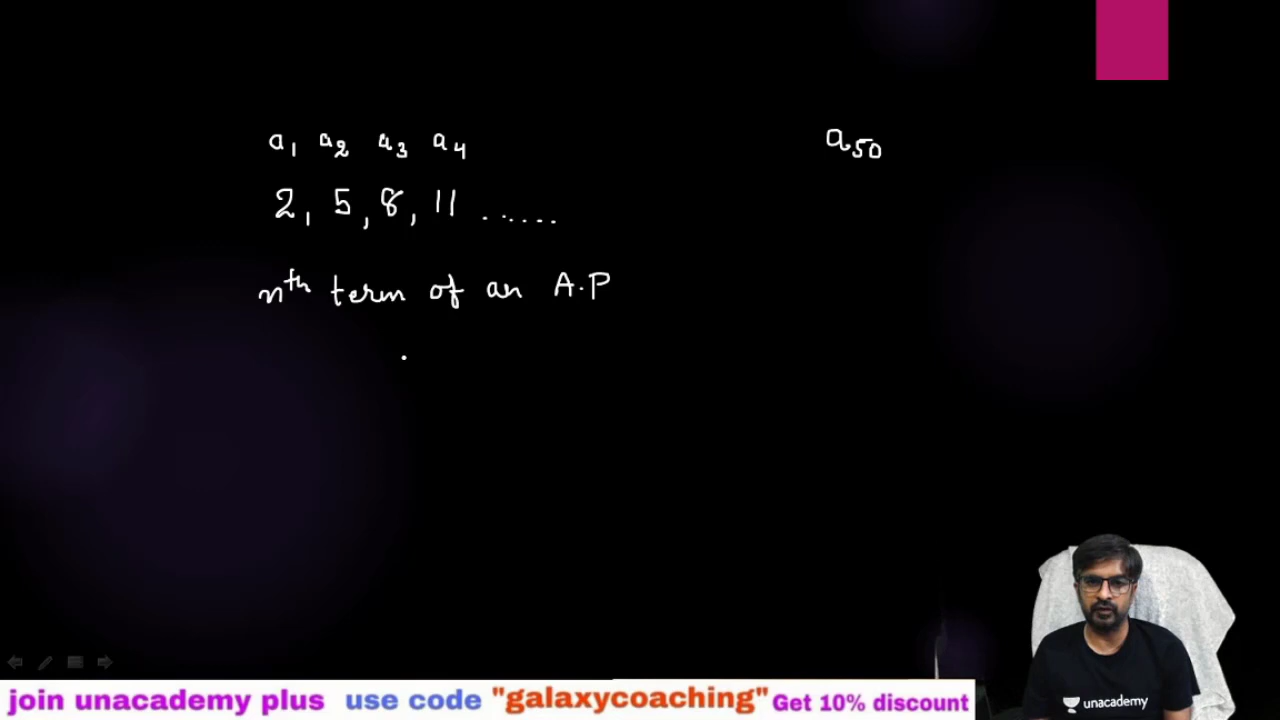 a₁ a₂ a₃ a₄ a₅₀
2, 5, 8, 11 ......
nᵗʰ term of an A.P
unacademy
join unacademy plus use code "galaxycoaching" Get 10% discount